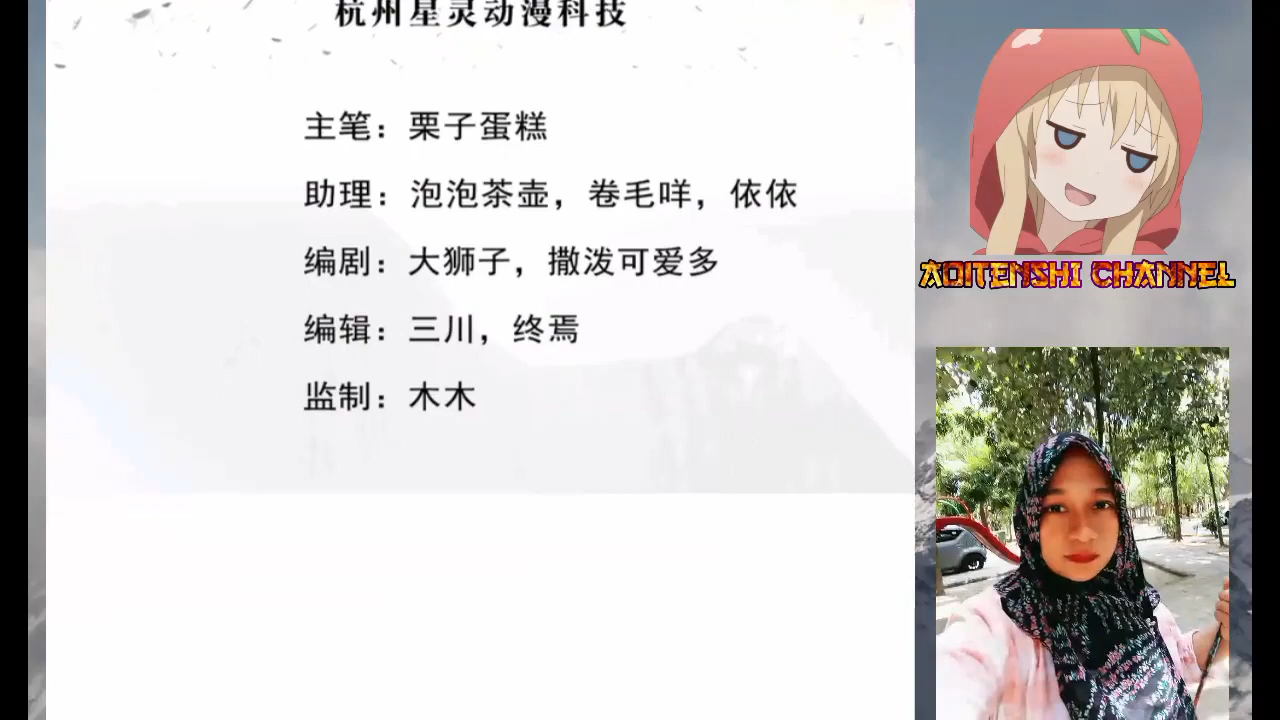 杭州星灵动漫科技
主笔：栗子蛋糕
助理：泡泡茶壶，卷毛咩，依依
编剧：大狮子，撒泼可爱多
编辑：三川，终焉
监制：木木
AOITENSHI CHANNEL